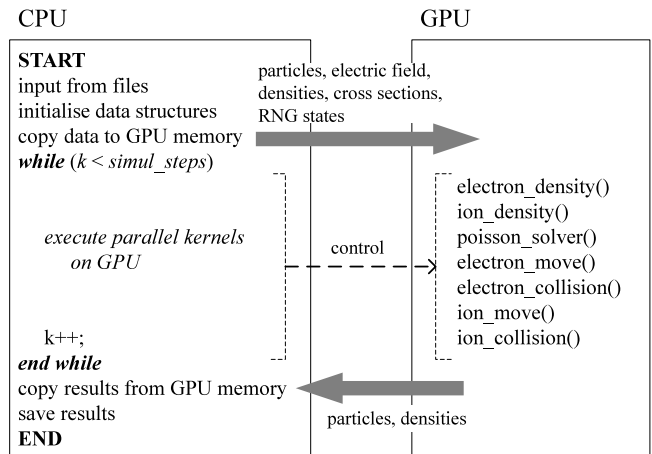 CPU
GPU
START
input from files
initialise data structures
copy data to GPU memory
while (k < simul_steps)
particles, electric field,
densities, cross sections,
RNG states
execute parallel kernels
on GPU
control
electron_density()
ion_density()
poisson_solver()
electron_move()
electron_collision()
ion_move()
ion_collision()
k++;
end while
copy results from GPU memory
save results
END
particles, densities